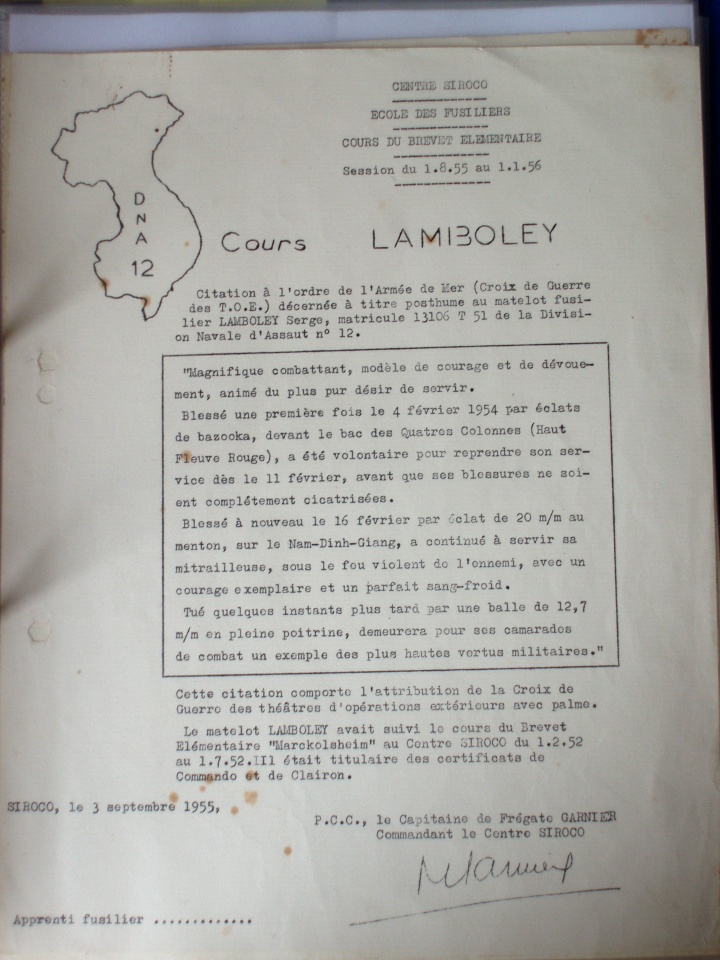 CENTRE SIROCO
ECOLE DES FUSILIERS
COURS DU BREVET ELEMENTAIRE
Session du 1.8.55 au 1.1.56
DNA
12
Cours LAMIBOLEY
Citation à l'ordre de l'Armée de Mer (Croix de Guerre
des T.O.E.) décernée à titre posthume au matelot fusi-
lier LAMBOLEY Serge, matricule 13106 T 51 de la Divisi-
on Navale d'Assaut n° 12.
"Magnifique combattant, modèle de courage et de dévoue-
ment, animé du plus pur désir de servir.
Blessé une première fois le 4 février 1954 par éclats
de bazooka, devant le bac des Quatres Colonnes (Haut
Fleuve Rouge), a été volontaire pour reprendre son ser-
vice dès le 11 février, avant que ses blessures ne soi-
ent complétement cicatrisées.
Blessé à nouveau le 16 février par éclat de 20 m/m au
menton, sur le Nam-Dinh-Giang, a continué à servir sa
mitrailleuse, sous le feu violent de l'ennemi, avec un
courage exemplaire et un parfait sang-froid.
Tué quelques instants plus tard par une balle de 12,7
m/m en pleine poitrine, demeurera pour ses camarades
de combat un exemple des plus hautes vertus militaires."
Cette citation comporte l'attribution de la Croix de
Guerre des théâtres d'opérations extérieurs avec palme.
Le matelot LAMBOLEY avait suivi le cours du Brevet
Elémentaire "Marckolsheim" au Centre SIROCO du 1.2.52
au 1.7.52.Ill était titulaire des certificats de
Commando et de Clairon.
SIROCO, le 3 septembre 1955,
P.C.C., le Capitaine de Frégate GARNIER
Commandant le Centre SIROCO
Apprenti fusilier .............